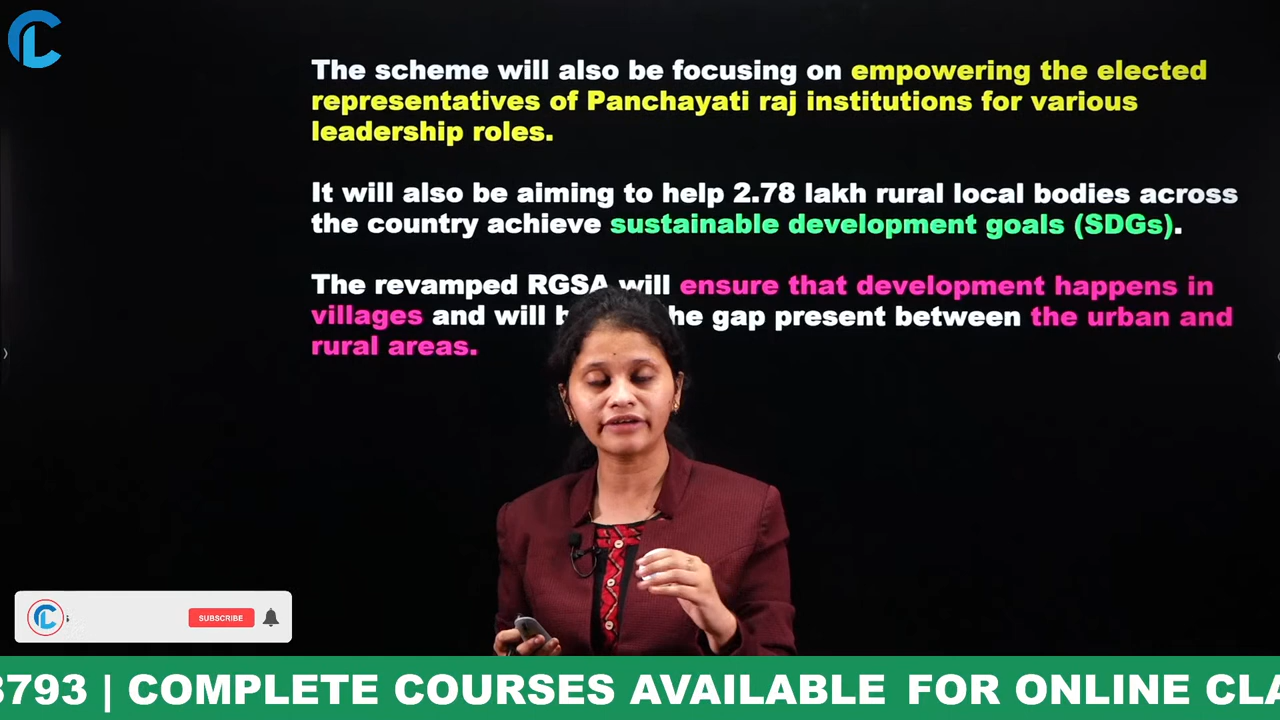 The scheme will also be focusing on empowering the elected
representatives of Panchayati raj institutions for various
leadership roles.
It will also be aiming to help 2.78 lakh rural local bodies across
the country achieve sustainable development goals (SDGs).
The revamped RGSA will ensure that development happens in
villages and will he gap present between the urban and
rural areas.
SUBSCRIBE
3793 | COMPLETE COURSES AVAILABLE FOR ONLINE CLA